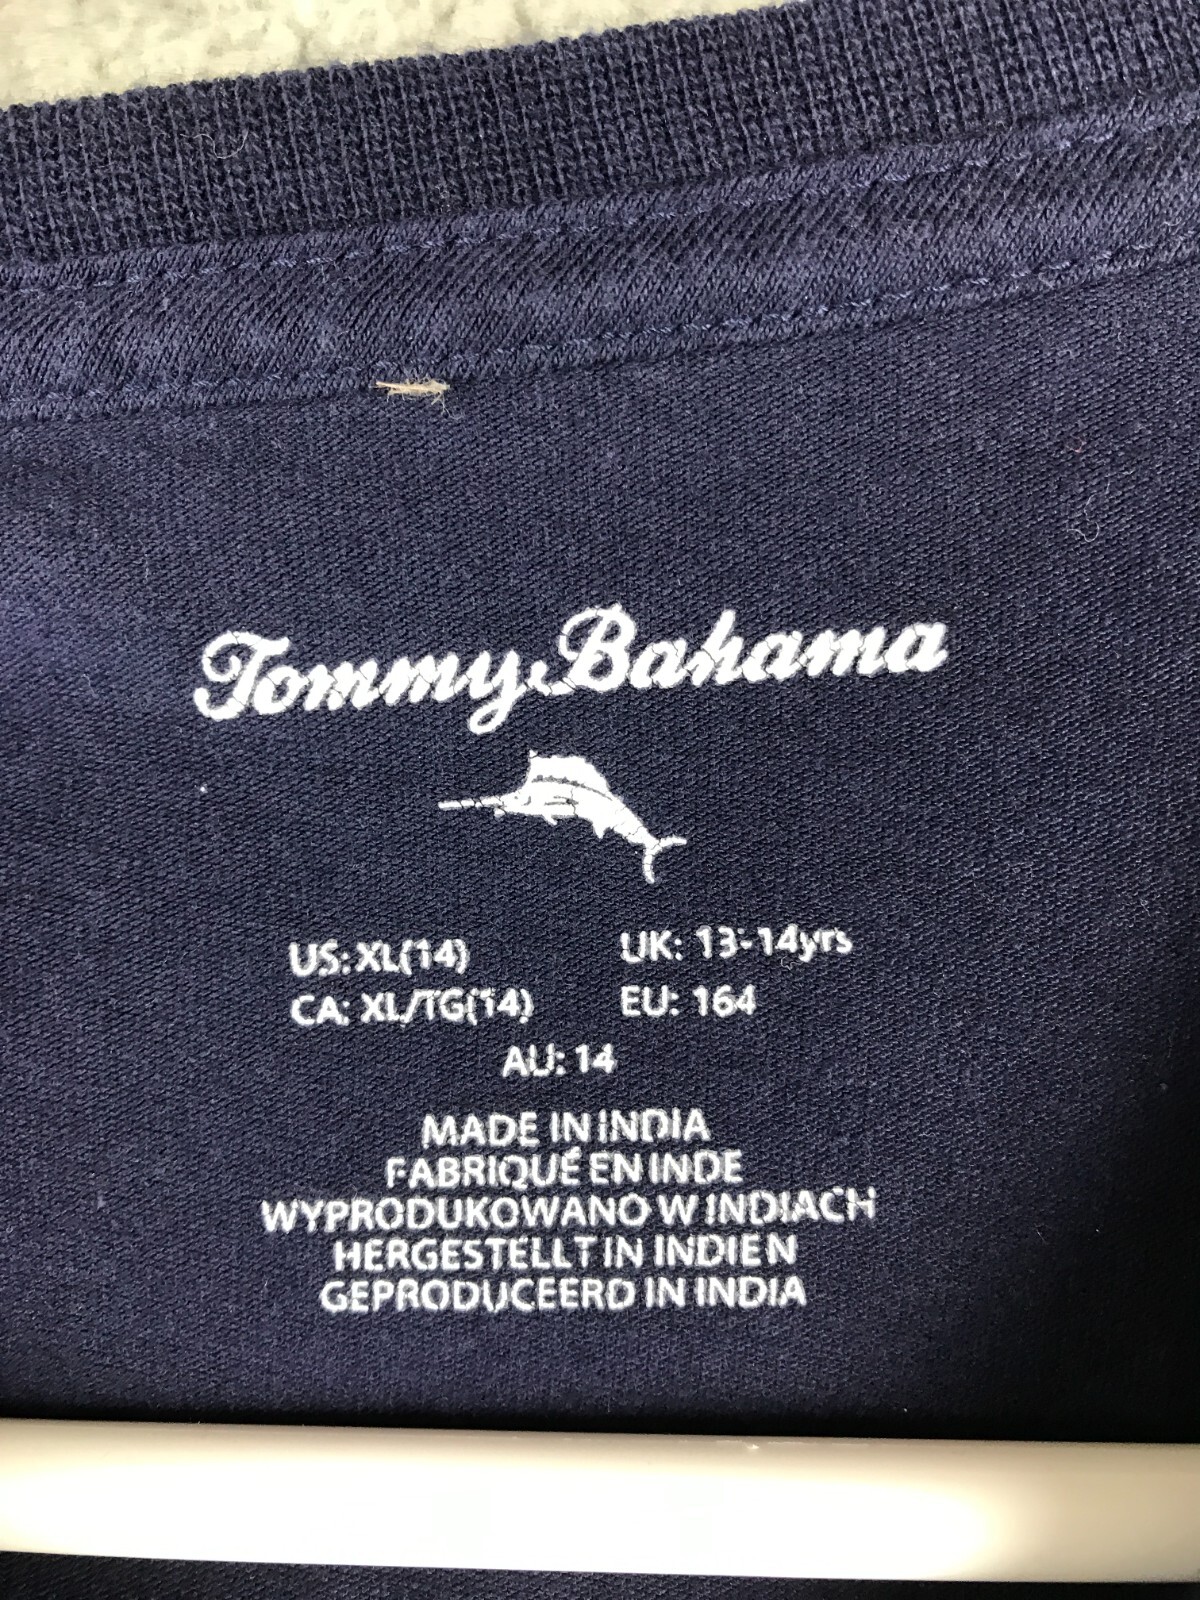 Tommy Bahama
US: XL(14) UK: 13-14yrs
CA: XL/TG(14) EU: 164
AU: 14
MADE IN INDIA
FABRIQUÉ EN INDE
WYPRODUKOWANO W INDIACH
HERGESTELLT IN INDIEN
GEPRODUCEERD IN INDIA